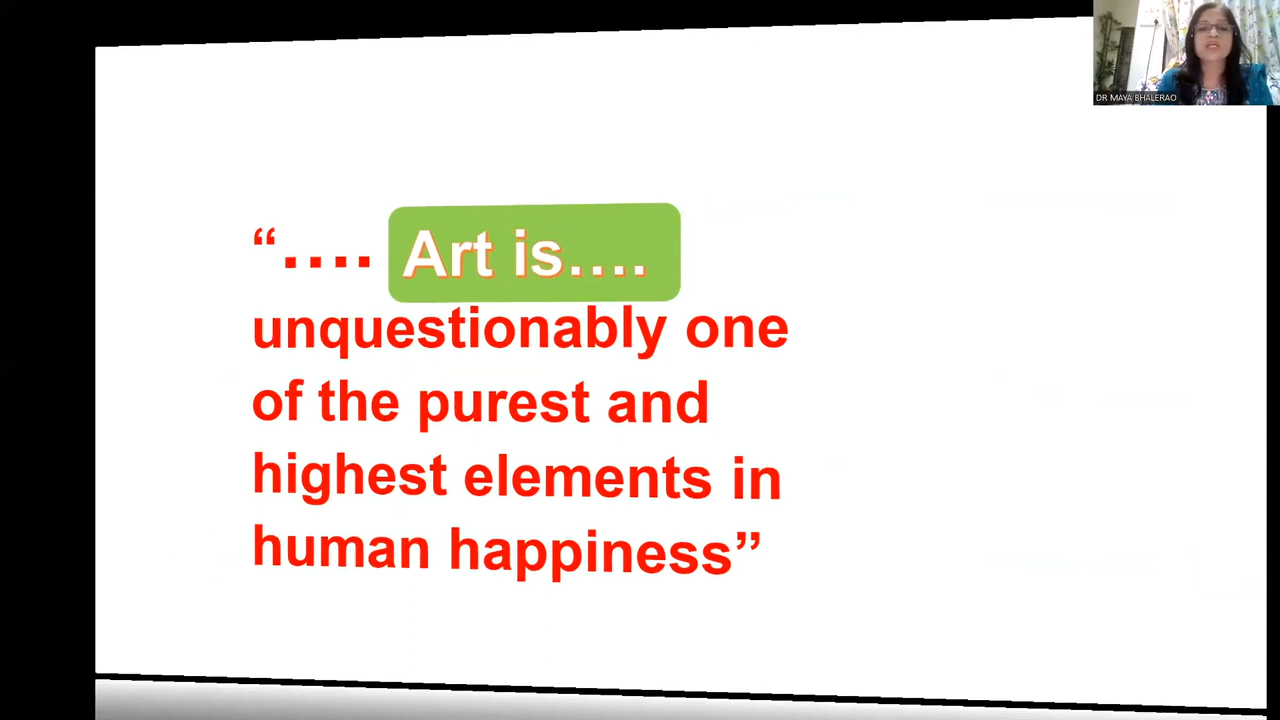 DR MAYA BHALERAO
“.... Art is....
unquestionably one
of the purest and
highest elements in
human happiness”